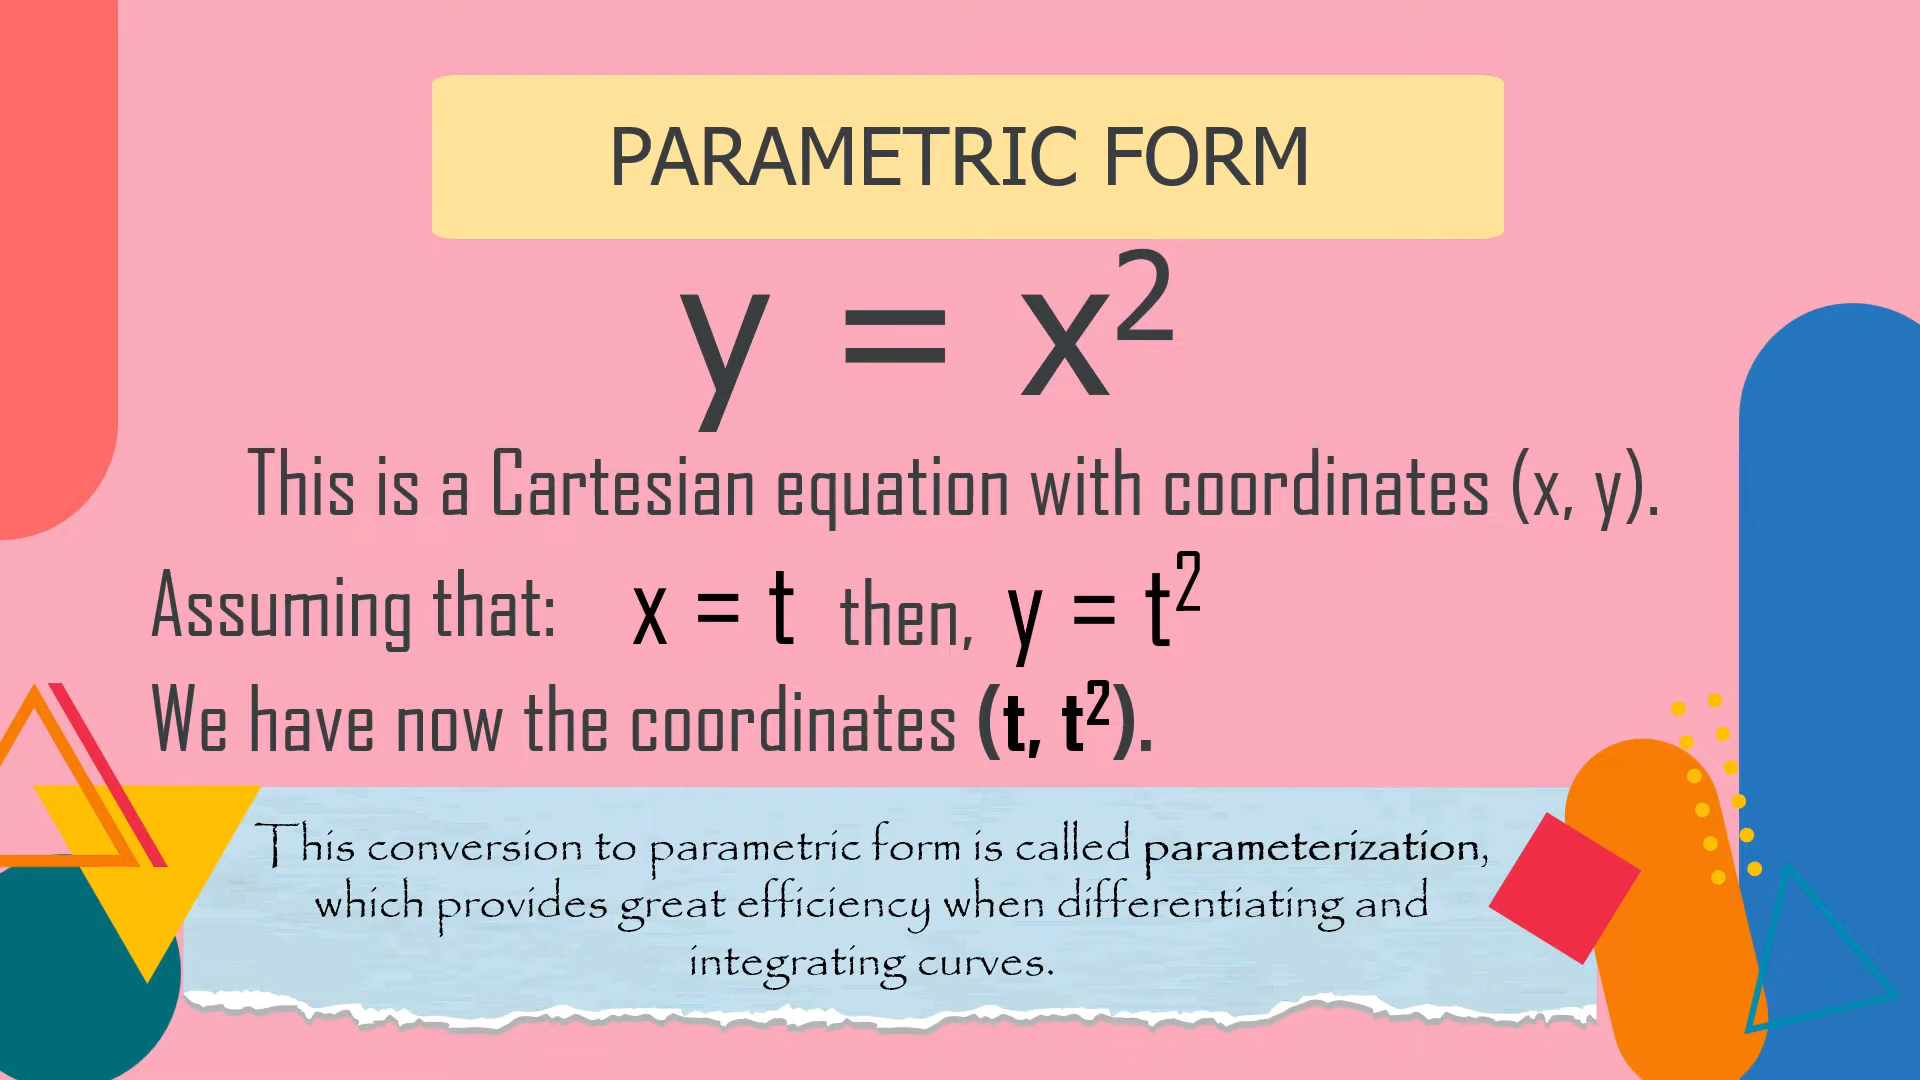 PARAMETRIC FORM
y = x²
This is a Cartesian equation with coordinates (x, y).
Assuming that: x = t then, y = t²
We have now the coordinates (t, t²).
This conversion to parametric form is called parameterization,
which provides great efficiency when differentiating and
integrating curves.